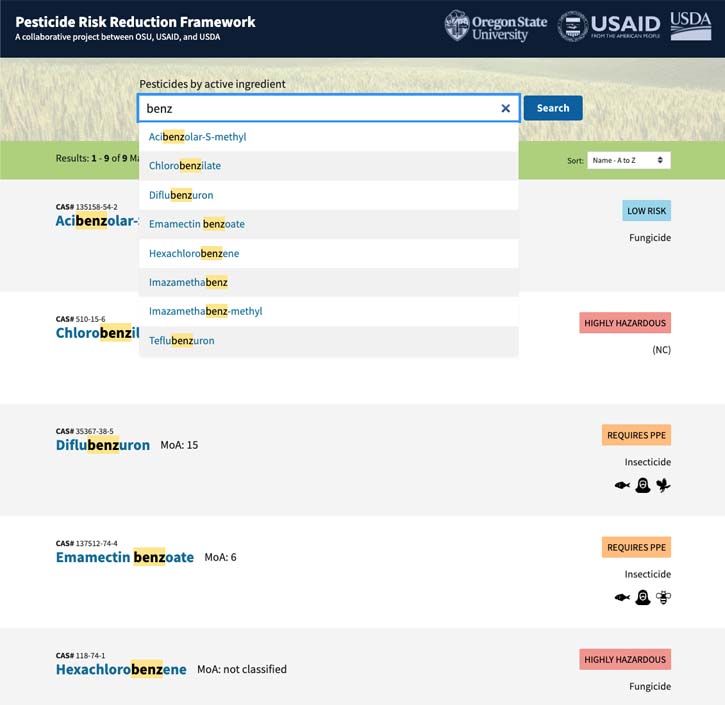 Pesticide Risk Reduction Framework
A collaborative project between OSU, USAID, and USDA
Oregon State
University
USAID
FROM THE AMERICAN PEOPLE
USDA
Pesticides by active ingredient
benz
Search
Acibenzolar-S-methyl
Chlorobenzilate
Diflubenzuron
Emamectin benzoate
Hexachlorobenzene
Imazamethabenz
Imazamethabenz-methyl
Teflubenzuron
Results: 1 - 9 of 9
Sort: Name - A to Z
CAS# 135158-54-2
Acibenzolar-
LOW RISK
Fungicide
CAS# 510-15-6
Chlorobenzil
HIGHLY HAZARDOUS
(NC)
CAS# 35367-38-5
Diflubenzuron MoA: 15
REQUIRES PPE
Insecticide
CAS# 137512-74-4
Emamectin benzoate MoA: 6
REQUIRES PPE
Insecticide
CAS# 118-74-1
Hexachlorobenzene MoA: not classified
HIGHLY HAZARDOUS
Fungicide